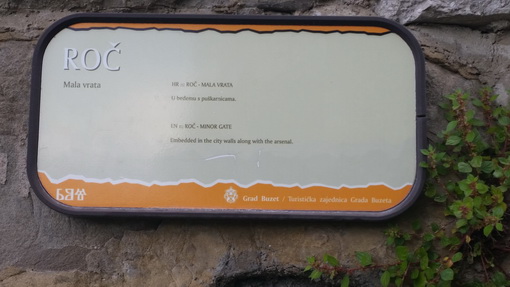 ROČ
Mala vrata
HR :: ROČ - MALA VRATA
U bedemu s puškarnicama.
EN :: ROČ - MINOR GATE
Embedded in the city walls along with the arsenal.
Grad Buzet / Turistička zajednica Grada Buzeta